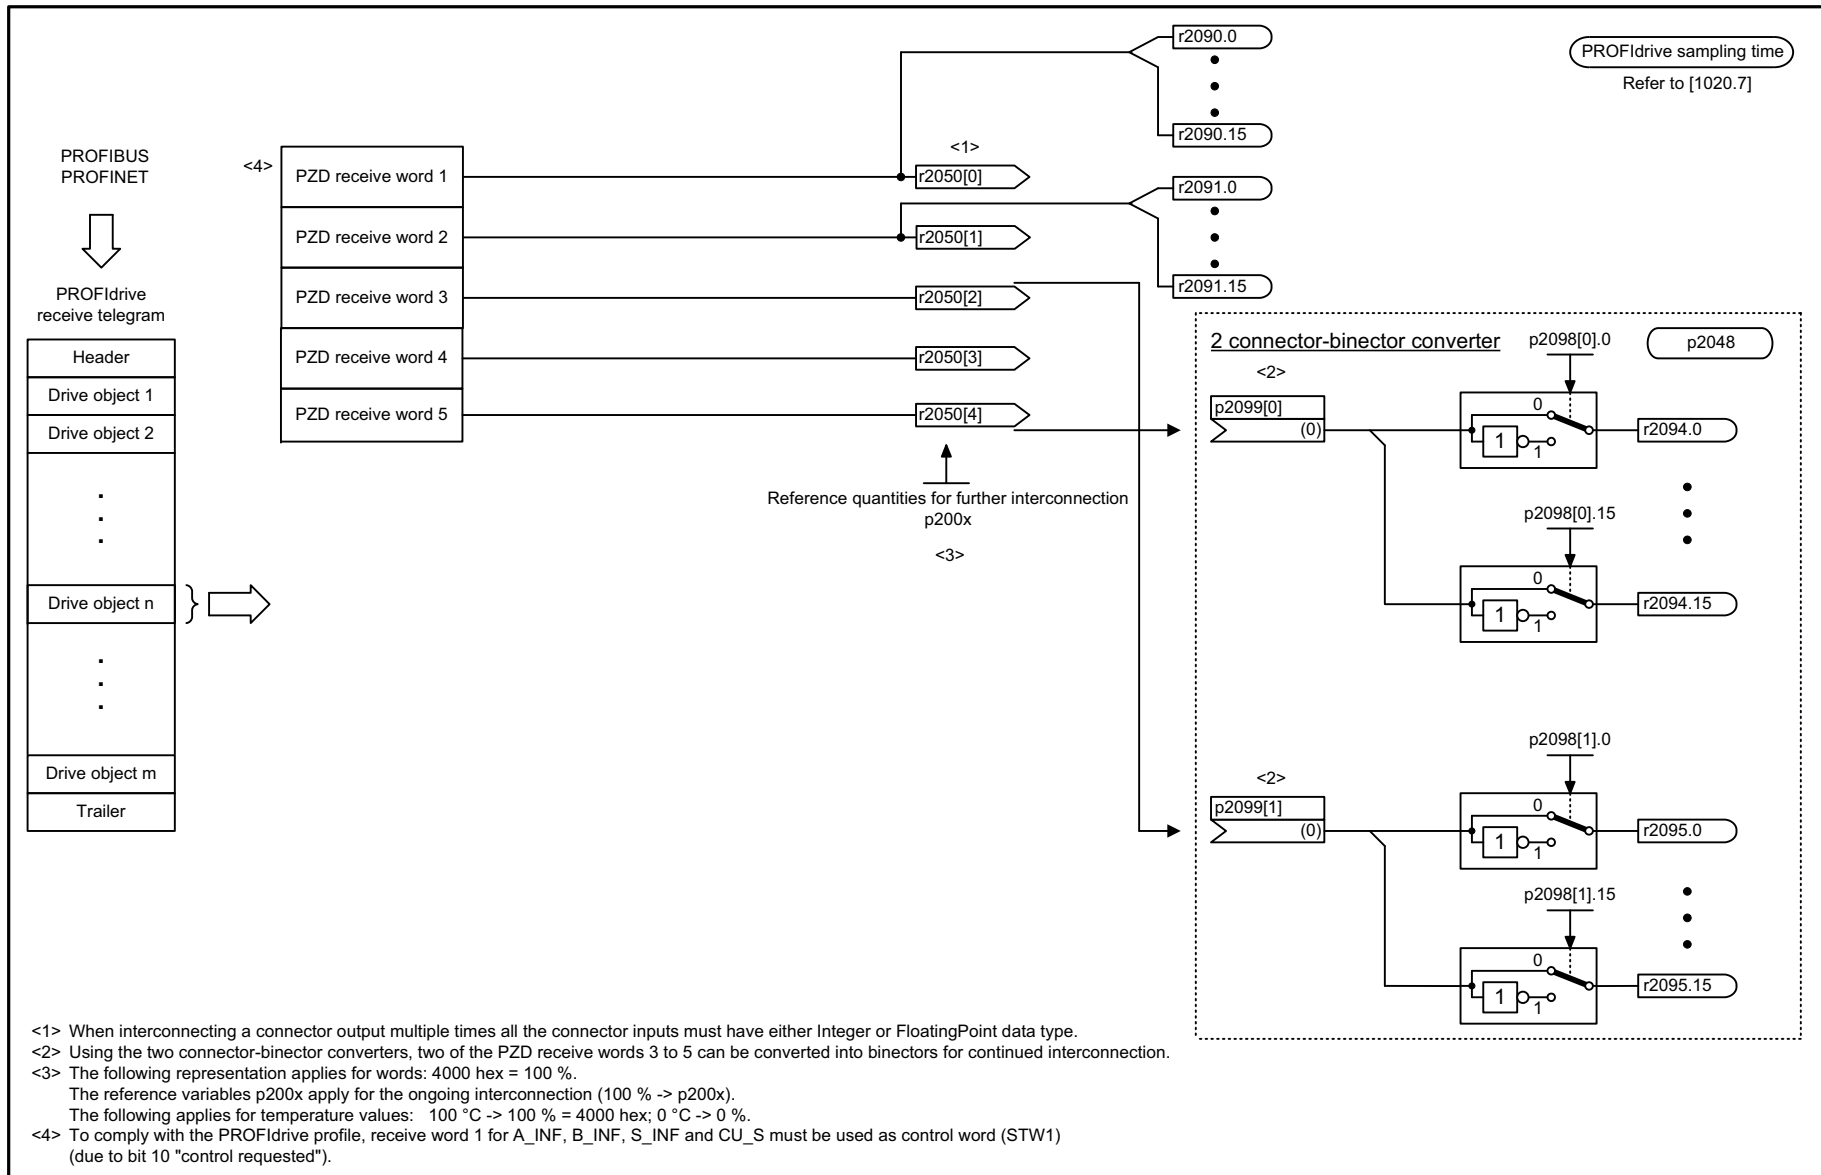 PROFIdrive sampling time
Refer to [1020.7]
PROFIBUS
PROFINET
PROFIdrive
receive telegram
Header
Drive object 1
Drive object 2
Drive object n
Drive object m
Trailer
<4>
PZD receive word 1
PZD receive word 2
PZD receive word 3
PZD receive word 4
PZD receive word 5
<1>
r2050[0]
r2050[1]
r2050[2]
r2050[3]
r2050[4]
Reference quantities for further interconnection
p200x
<3>
r2090.0
r2090.15
r2091.0
r2091.15
2 connector-binector converter
p2048
<2>
p2099[0]
(0)
p2098[0].0
0
1
1
r2094.0
p2098[0].15
0
1
1
r2094.15
<2>
p2099[1]
(0)
p2098[1].0
0
1
1
r2095.0
p2098[1].15
0
1
1
r2095.15
<1> When interconnecting a connector output multiple times all the connector inputs must have either Integer or FloatingPoint data type.
<2> Using the two connector-binector converters, two of the PZD receive words 3 to 5 can be converted into binectors for continued interconnection.
<3> The following representation applies for words: 4000 hex = 100 %.
The reference variables p200x apply for the ongoing interconnection (100 % -> p200x).
The following applies for temperature values: 100 °C -> 100 % = 4000 hex; 0 °C -> 0 %.
<4> To comply with the PROFIdrive profile, receive word 1 for A_INF, B_INF, S_INF and CU_S must be used as control word (STW1)
(due to bit 10 "control requested").